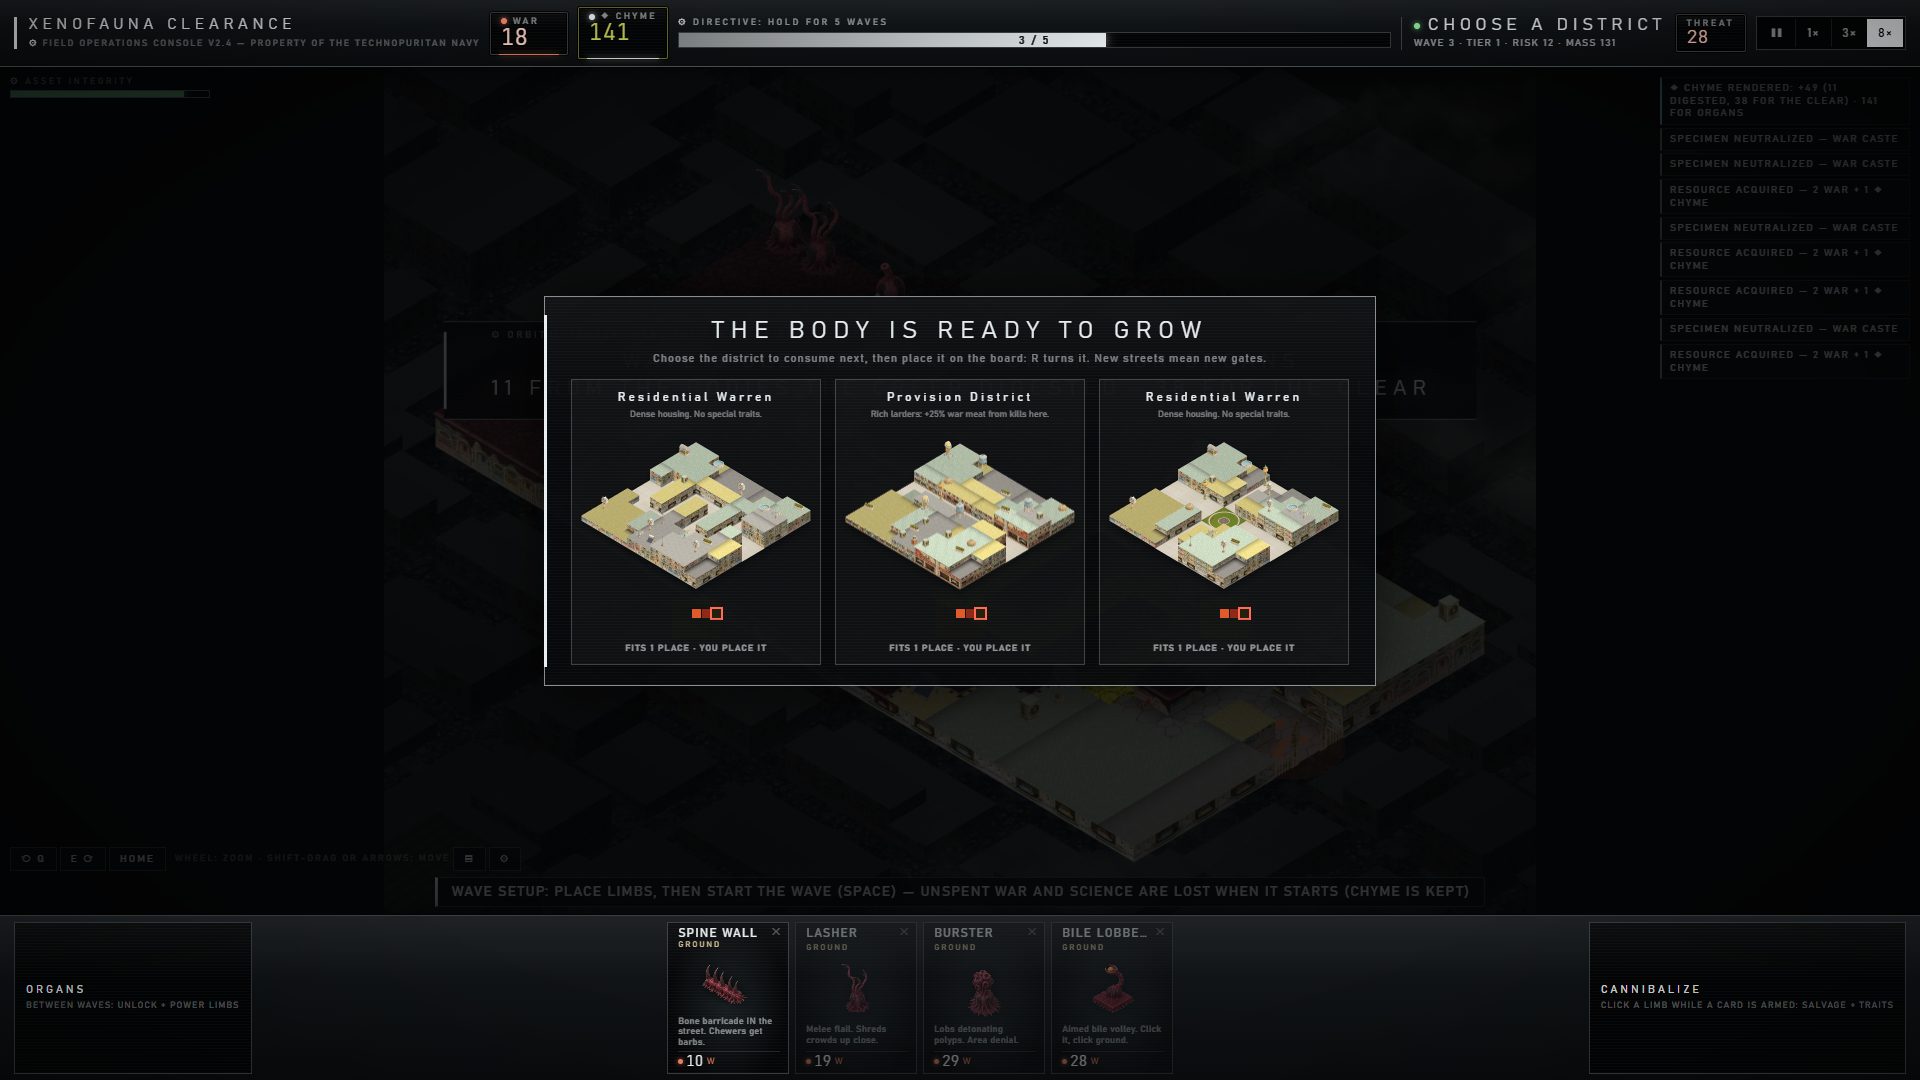 XENOFAUNA CLEARANCE
FIELD OPERATIONS CONSOLE V2.4 — PROPERTY OF THE TECHNOPURITAN NAVY
WAR
18
CHYME
141
DIRECTIVE: HOLD FOR 5 WAVES
3 / 5
CHOOSE A DISTRICT
WAVE 3 · TIER 1 · RISK 12 · MASS 131
THREAT
28
1×
3×
8×
ASSET INTEGRITY
CHYME RENDERED: +49 (11
DIGESTED, 38 FOR THE CLEAR) · 141
FOR ORGANS
SPECIMEN NEUTRALIZED — WAR CASTE
SPECIMEN NEUTRALIZED — WAR CASTE
RESOURCE ACQUIRED — 2 WAR + 1 ◆
CHYME
SPECIMEN NEUTRALIZED — WAR CASTE
RESOURCE ACQUIRED — 2 WAR + 1 ◆
CHYME
RESOURCE ACQUIRED — 2 WAR + 1 ◆
CHYME
SPECIMEN NEUTRALIZED — WAR CASTE
RESOURCE ACQUIRED — 2 WAR + 1 ◆
CHYME
THE BODY IS READY TO GROW
Choose the district to consume next, then place it on the board: R turns it. New streets mean new gates.
Residential Warren
Dense housing. No special traits.
FITS 1 PLACE · YOU PLACE IT
Provision District
Rich larders: +25% war meat from kills here.
FITS 1 PLACE · YOU PLACE IT
Residential Warren
Dense housing. No special traits.
FITS 1 PLACE · YOU PLACE IT
E
HOME
WHEEL: ZOOM · SHIFT-DRAG OR ARROWS: MOVE
WAVE SETUP: PLACE LIMBS, THEN START THE WAVE (SPACE) — UNSPENT WAR AND SCIENCE ARE LOST WHEN IT STARTS (CHYME IS KEPT)
ORGANS
BETWEEN WAVES: UNLOCK + POWER LIMBS
SPINE WALL
GROUND
Bone barricade IN the
street. Chewers get
barbs.
10 W
LASHER
GROUND
Melee flail. Shreds
crowds up close.
19 W
BURSTER
GROUND
Lobs detonating
polyps. Area denial.
29 W
BILE LOBBE…
GROUND
Aimed bile volley. Click
it, click ground.
28 W
CANNIBALIZE
CLICK A LIMB WHILE A CARD IS ARMED: SALVAGE + TRAITS